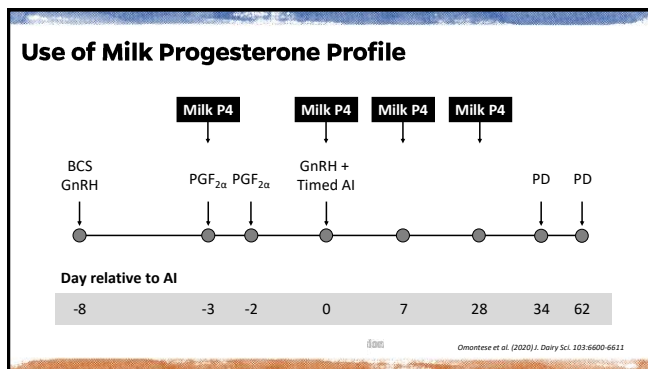 Use of Milk Progesterone Profile
Milk P4 Milk P4 Milk P4 Milk P4
BCS
GnRH
PGF2α PGF2α
GnRH +
Timed AI
PD PD
Day relative to AI
-8 -3 -2 0 7 28 34 62
Omontese et al. (2020) J. Dairy Sci. 103:6600-6611